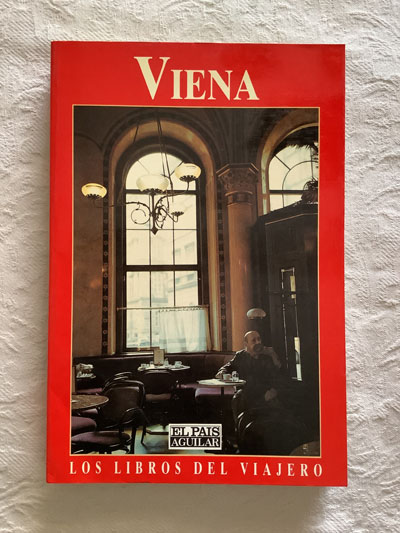 VIENA
EL PAIS
AGUILAR
LOS LIBROS DEL VIAJERO